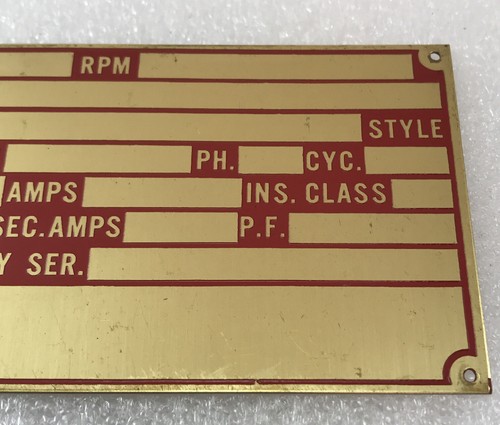 RPM
STYLE
PH. CYC.
AMPS INS. CLASS
SEC. AMPS P.F.
Y SER.